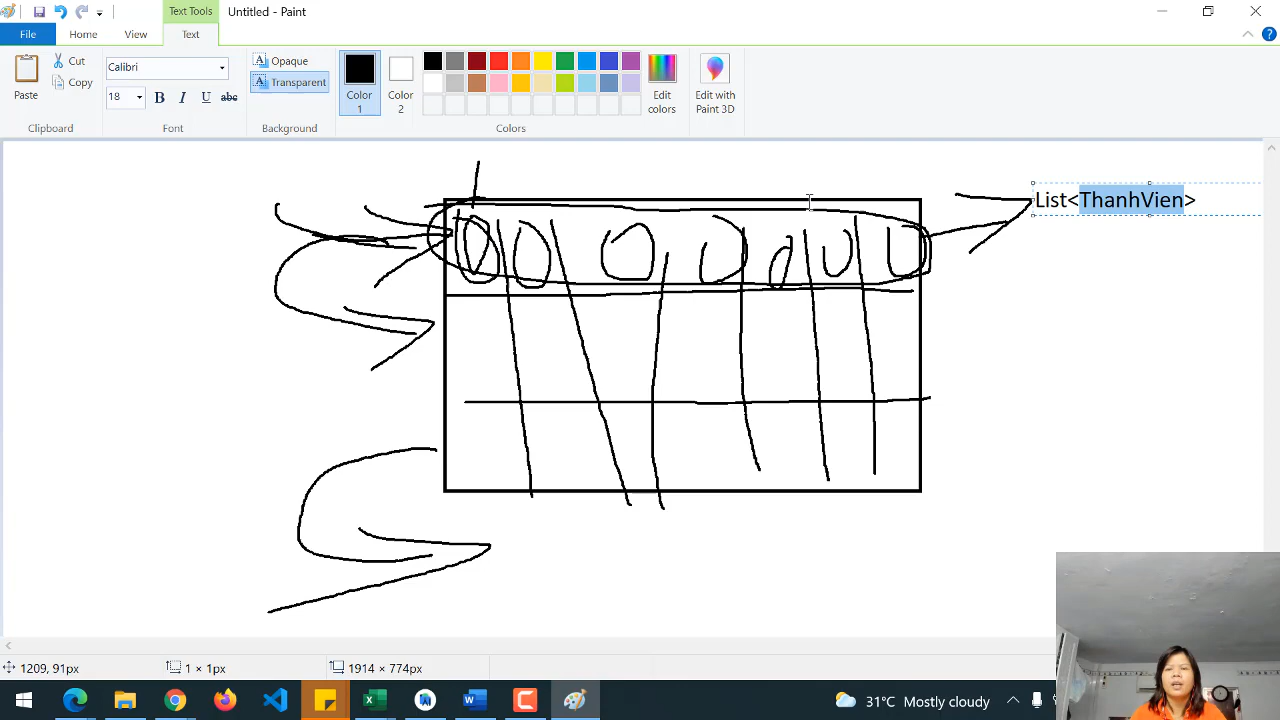 Text Tools
Untitled - Paint
File
Home
View
Text
Paste
Cut
Copy
Clipboard
Calibri
18
B I U abc
Font
Opaque
Transparent
Background
Color
1
Color
2
Edit
colors
Edit with
Paint 3D
Colors
List<ThanhVien>
1209, 91px
1 × 1px
1914 × 774px
31°C Mostly cloudy